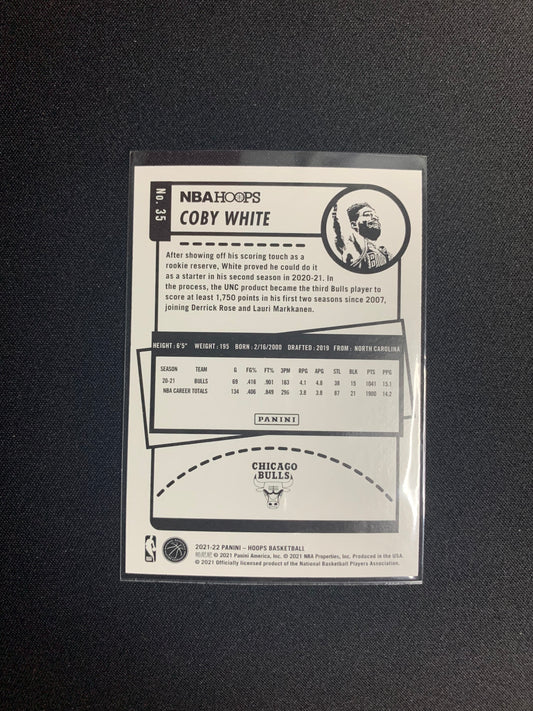 No. 35
NBA HOOPS
COBY WHITE
After showing off his scoring touch as a
rookie reserve, White proved he could do it
as a starter in his second season in 2020-21. In
the process, the UNC product became the third Bulls player to
score at least 1,750 points in his first two seasons since 2007,
joining Derrick Rose and Lauri Markkanen.
HEIGHT: 6'5" WEIGHT: 195 BORN: 2/16/2000 DRAFTED: 2019 FROM: NORTH CAROLINA
SEASON TEAM G FG% FT% 3PM RPG APG STL BLK PTS PPG
20-21 BULLS 69 .416 .901 163 4.1 4.8 38 15 1041 15.1
NBA CAREER TOTALS 134 .406 .849 296 3.8 3.8 87 21 1900 14.2
PANINI
CHICAGO
BULLS
2021-22 PANINI – HOOPS BASKETBALL
© 2021 Panini America, Inc. © 2021 NBA Properties, Inc. Produced in the USA.
© 2021 Officially licensed product of the National Basketball Players Association.